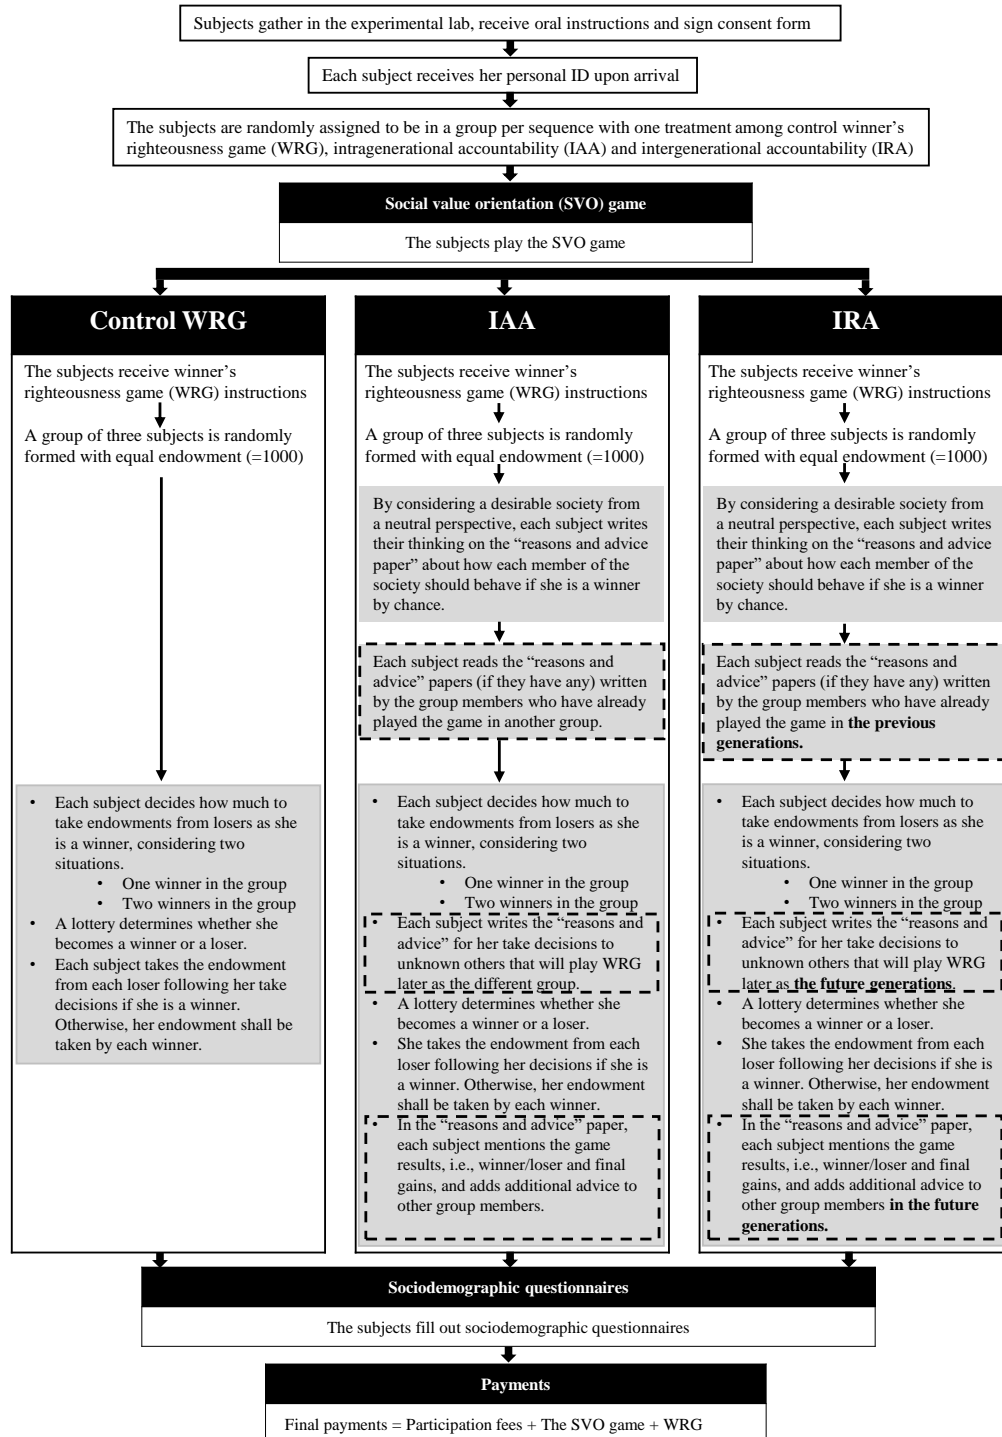 Subjects gather in the experimental lab, receive oral instructions and sign consent form
Each subject receives her personal ID upon arrival
The subjects are randomly assigned to be in a group per sequence with one treatment among control winner's
righteousness game (WRG), intragenerational accountability (IAA) and intergenerational accountability (IRA)
Social value orientation (SVO) game
The subjects play the SVO game
Control WRG
The subjects receive winner's
righteousness game (WRG) instructions
A group of three subjects is randomly
formed with equal endowment (=1000)
• Each subject decides how much to
take endowments from losers as she
is a winner, considering two
situations.
• One winner in the group
• Two winners in the group
• A lottery determines whether she
becomes a winner or a loser.
• Each subject takes the endowment
from each loser following her take
decisions if she is a winner.
Otherwise, her endowment shall be
taken by each winner.
IAA
The subjects receive winner's
righteousness game (WRG) instructions
A group of three subjects is randomly
formed with equal endowment (=1000)
By considering a desirable society from
a neutral perspective, each subject writes
their thinking on the “reasons and advice
paper” about how each member of the
society should behave if she is a winner
by chance.
Each subject reads the “reasons and
advice” papers (if they have any) written
by the group members who have already
played the game in another group.
• Each subject decides how much to
take endowments from losers as she
is a winner, considering two
situations.
• One winner in the group
• Two winners in the group
• Each subject writes the “reasons and
advice” for her take decisions to
unknown others that will play WRG
later as the different group.
• A lottery determines whether she
becomes a winner or a loser.
• She takes the endowment from each
loser following her decisions if she is
a winner. Otherwise, her endowment
shall be taken by each winner.
• In the “reasons and advice” paper,
each subject mentions the game
results, i.e., winner/loser and final
gains, and adds additional advice to
other group members.
IRA
The subjects receive winner's
righteousness game (WRG) instructions
A group of three subjects is randomly
formed with equal endowment (=1000)
By considering a desirable society from
a neutral perspective, each subject writes
their thinking on the “reasons and advice
paper” about how each member of the
society should behave if she is a winner
by chance.
Each subject reads the “reasons and
advice” papers (if they have any) written
by the group members who have already
played the game in the previous
generations.
• Each subject decides how much to
take endowments from losers as she
is a winner, considering two
situations.
• One winner in the group
• Two winners in the group
• Each subject writes the “reasons and
advice” for her take decisions to
unknown others that will play WRG
later as the future generations.
• A lottery determines whether she
becomes a winner or a loser.
• She takes the endowment from each
loser following her decisions if she is
a winner. Otherwise, her endowment
shall be taken by each winner.
• In the “reasons and advice” paper,
each subject mentions the game
results, i.e., winner/loser and final
gains, and adds additional advice to
other group members in the future
generations.
Sociodemographic questionnaires
The subjects fill out sociodemographic questionnaires
Payments
Final payments = Participation fees + The SVO game + WRG